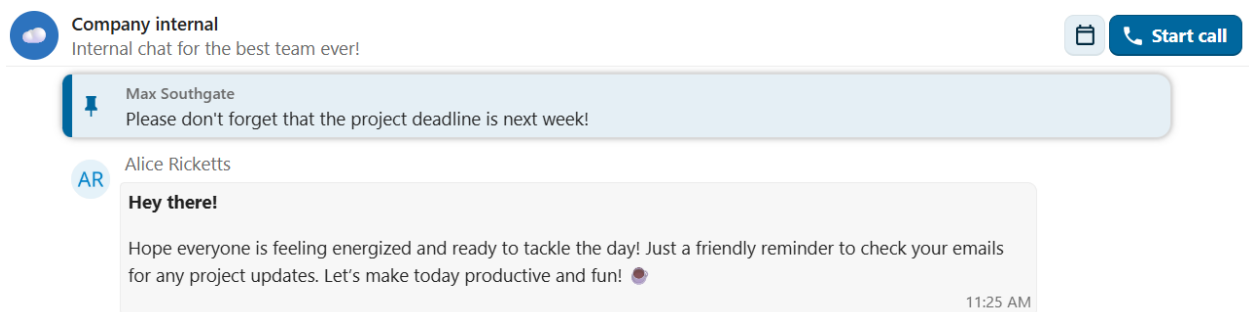 Company internal
Internal chat for the best team ever!
Start call
Max Southgate
Please don't forget that the project deadline is next week!
AR
Alice Ricketts
Hey there!
Hope everyone is feeling energized and ready to tackle the day! Just a friendly reminder to check your emails
for any project updates. Let's make today productive and fun! ☕
11:25 AM